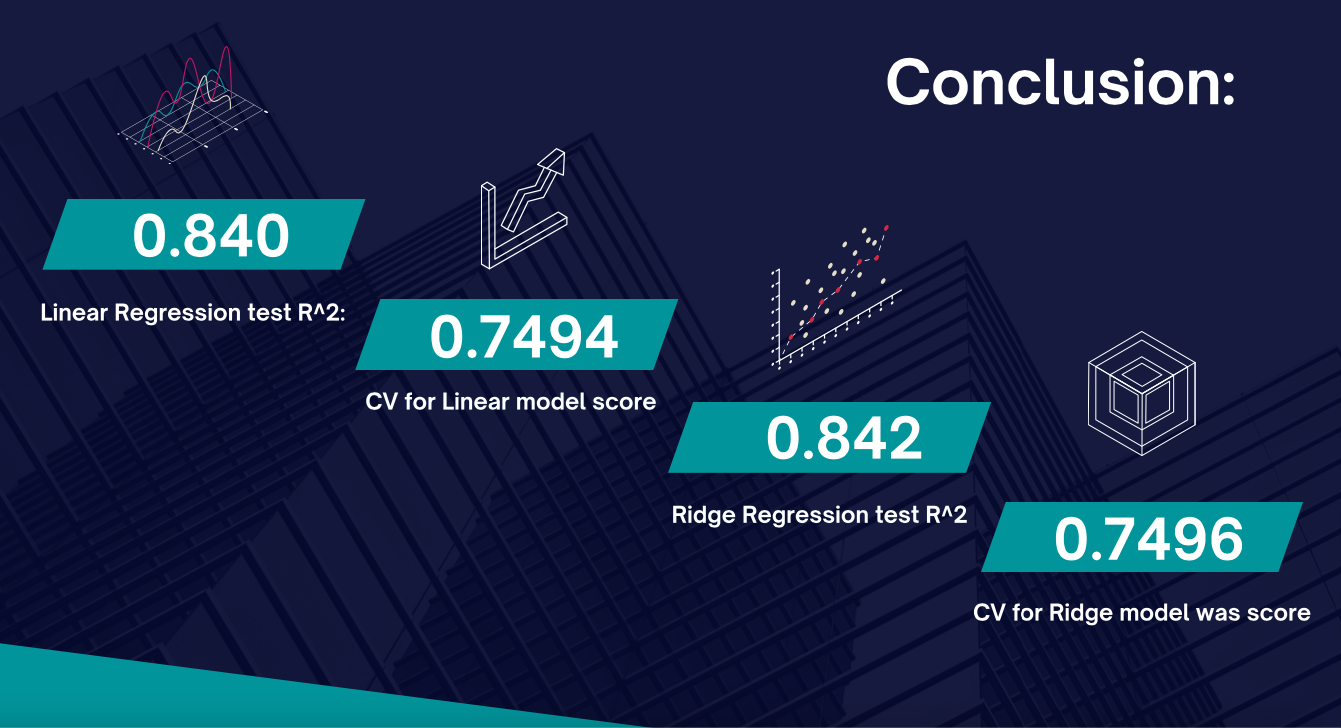 Conclusion:
0.840
Linear Regression test R^2:
0.7494
CV for Linear model score
0.842
Ridge Regression test R^2
0.7496
CV for Ridge model was score